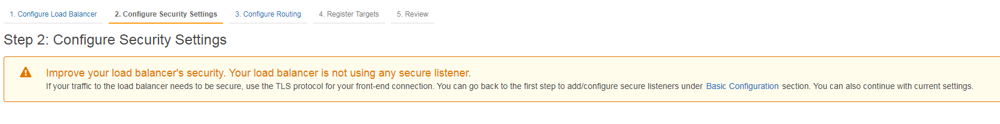 1. Configure Load Balancer 2. Configure Security Settings 3. Configure Routing 4. Register Targets 5. Review
Step 2: Configure Security Settings
Improve your load balancer's security. Your load balancer is not using any secure listener.
If your traffic to the load balancer needs to be secure, use the TLS protocol for your front-end connection. You can go back to the first step to add/configure secure listeners under Basic Configuration section. You can also continue with current settings.